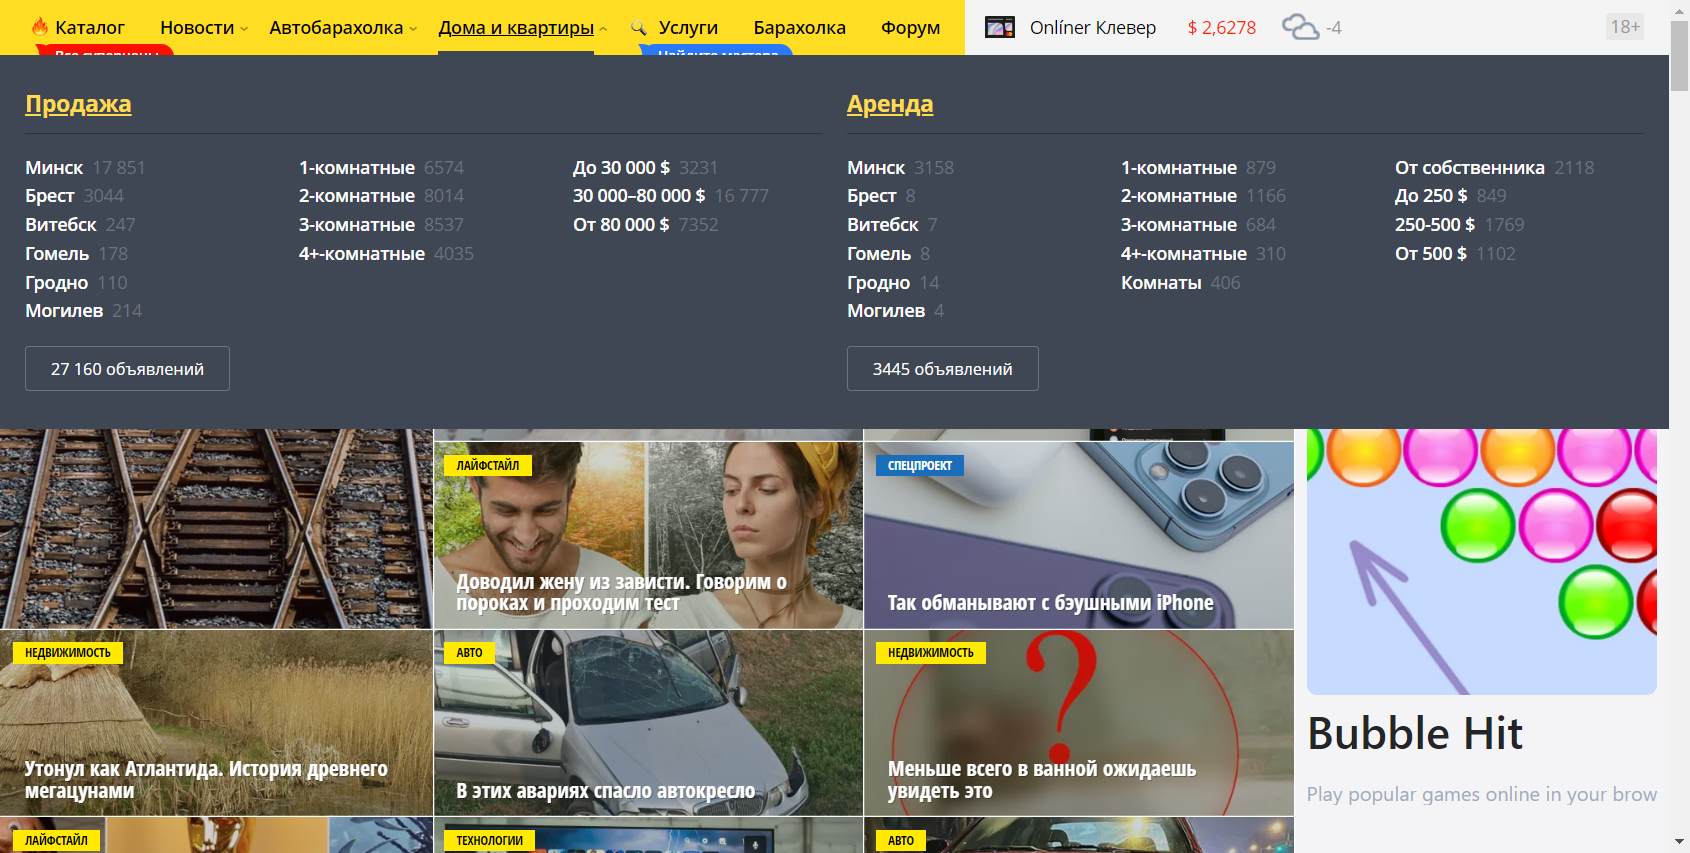 Каталог
Новости
Автобарахолка
Дома и квартиры
Услуги
Барахолка
Форум
Onlíner Клевер
$ 2,6278
-4
18+
Все суперцены
Найдите мастера
Продажа
Минск 17 851
Брест 3044
Витебск 247
Гомель 178
Гродно 110
Могилев 214
1-комнатные 6574
2-комнатные 8014
3-комнатные 8537
4+-комнатные 4035
До 30 000 $ 3231
30 000–80 000 $ 16 777
От 80 000 $ 7352
27 160 объявлений
Аренда
Минск 3158
Брест 8
Витебск 7
Гомель 8
Гродно 14
Могилев 4
1-комнатные 879
2-комнатные 1166
3-комнатные 684
4+-комнатные 310
Комнаты 406
От собственника 2118
До 250 $ 849
250-500 $ 1769
От 500 $ 1102
3445 объявлений
ЛАЙФСТАЙЛ
Доводил жену из зависти. Говорим о
пороках и проходим тест
СПЕЦПРОЕКТ
Так обманывают с бэушными iPhone
НЕДВИЖИМОСТЬ
Утонул как Атлантида. История древнего
мегацунами
АВТО
В этих авариях спасло автокресло
НЕДВИЖИМОСТЬ
Меньше всего в ванной ожидаешь
увидеть это
Bubble Hit
Play popular games online in your brow
ЛАЙФСТАЙЛ
ТЕХНОЛОГИИ
АВТО